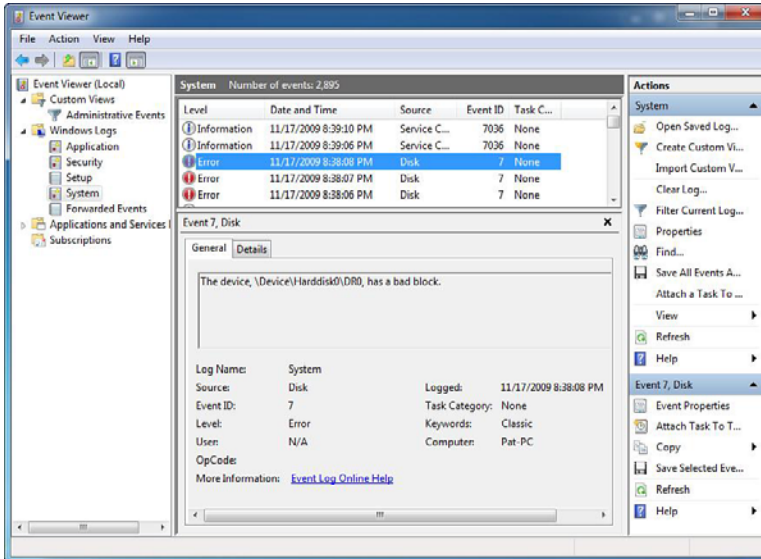 Event Viewer
File Action View Help
Event Viewer (Local)
Custom Views
Administrative Events
Windows Logs
Application
Security
Setup
System
Forwarded Events
Applications and Services
Subscriptions
System Number of events: 2,895
Level Date and Time Source Event ID Task C...
Information 11/17/2009 8:39:10 PM Service C... 7036 None
Information 11/17/2009 8:39:06 PM Service C... 7036 None
Error 11/17/2009 8:38:08 PM Disk 7 None
Error 11/17/2009 8:38:07 PM Disk 7 None
Error 11/17/2009 8:38:06 PM Disk 7 None
Event 7, Disk
General Details
The device, \Device\Harddisk0\DR0, has a bad block.
Log Name: System
Source: Disk Logged: 11/17/2009 8:38:08 PM
Event ID: 7 Task Category: None
Level: Error Keywords: Classic
User: N/A Computer: Pat-PC
OpCode:
More Information: Event Log Online Help
Actions
System
Open Saved Log...
Create Custom Vi...
Import Custom V...
Clear Log...
Filter Current Log...
Properties
Find...
Save All Events A...
Attach a Task To ...
View
Refresh
Help
Event 7, Disk
Event Properties
Attach Task To T...
Copy
Save Selected Eve...
Refresh
Help